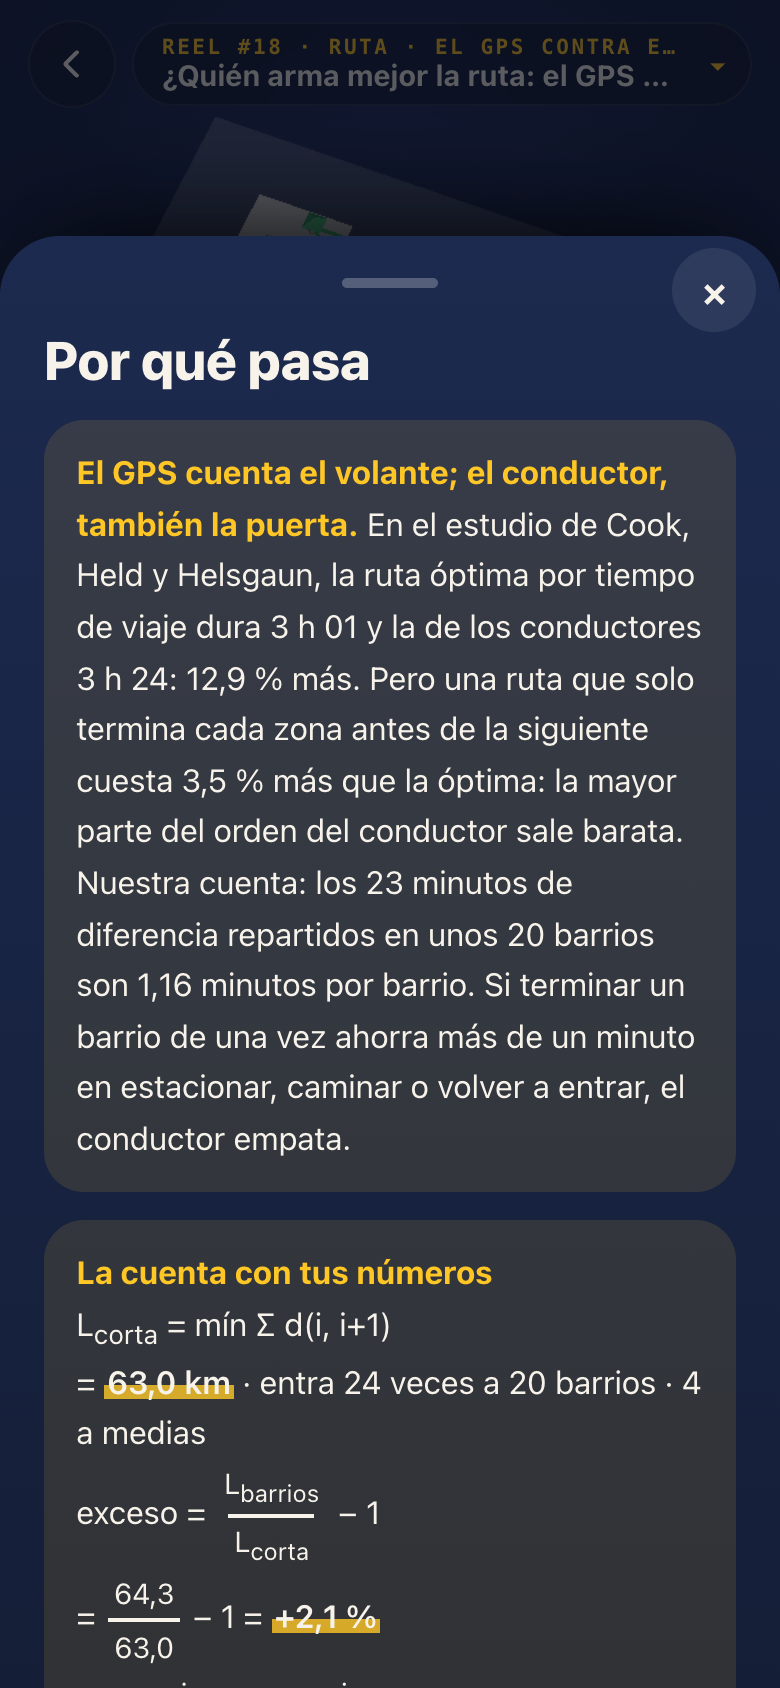 REEL #18 · RUTA · EL GPS CONTRA E…
¿Quién arma mejor la ruta: el GPS ...
×
Por qué pasa
El GPS cuenta el volante; el conductor,
también la puerta. En el estudio de Cook,
Held y Helsgaun, la ruta óptima por tiempo
de viaje dura 3 h 01 y la de los conductores
3 h 24: 12,9 % más. Pero una ruta que solo
termina cada zona antes de la siguiente
cuesta 3,5 % más que la óptima: la mayor
parte del orden del conductor sale barata.
Nuestra cuenta: los 23 minutos de
diferencia repartidos en unos 20 barrios
son 1,16 minutos por barrio. Si terminar un
barrio de una vez ahorra más de un minuto
en estacionar, caminar o volver a entrar, el
conductor empata.
La cuenta con tus números
Lcorta = mín Σ d(i, i+1)
= 63,0 km · entra 24 veces a 20 barrios · 4
a medias
exceso = Lbarrios / Lcorta − 1
= 64,3 / 63,0 − 1 = +2,1 %